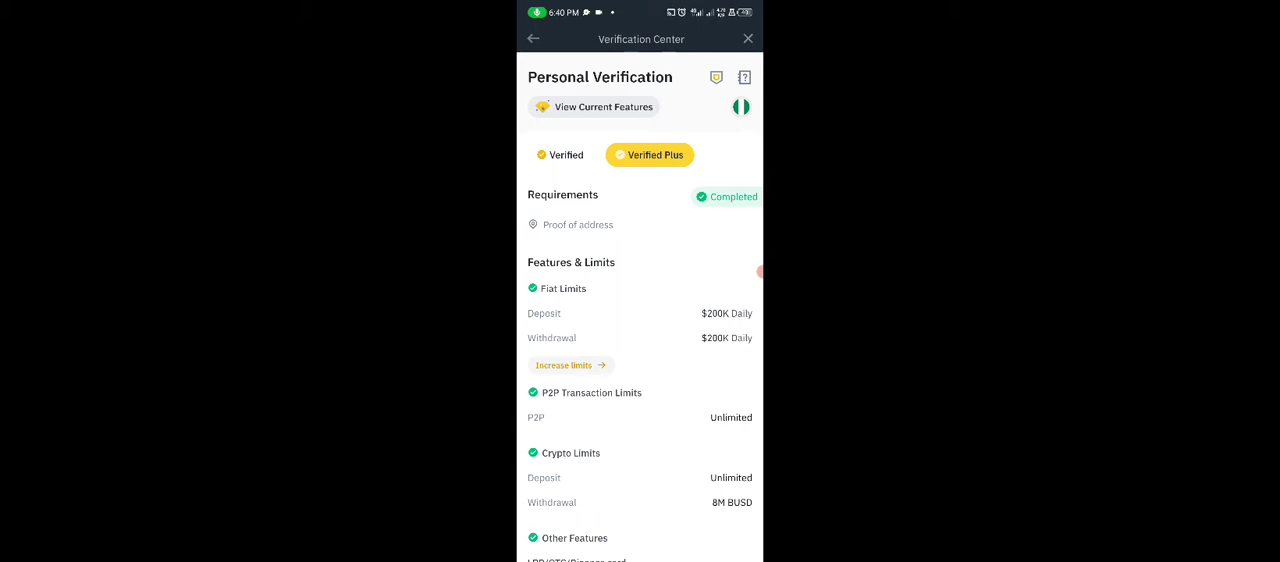 6:40 PM
Verification Center
Personal Verification
View Current Features
Verified
Verified Plus
Requirements
Completed
Proof of address
Features & Limits
Fiat Limits
Deposit $200K Daily
Withdrawal $200K Daily
Increase limits →
P2P Transaction Limits
P2P Unlimited
Crypto Limits
Deposit Unlimited
Withdrawal 8M BUSD
Other Features